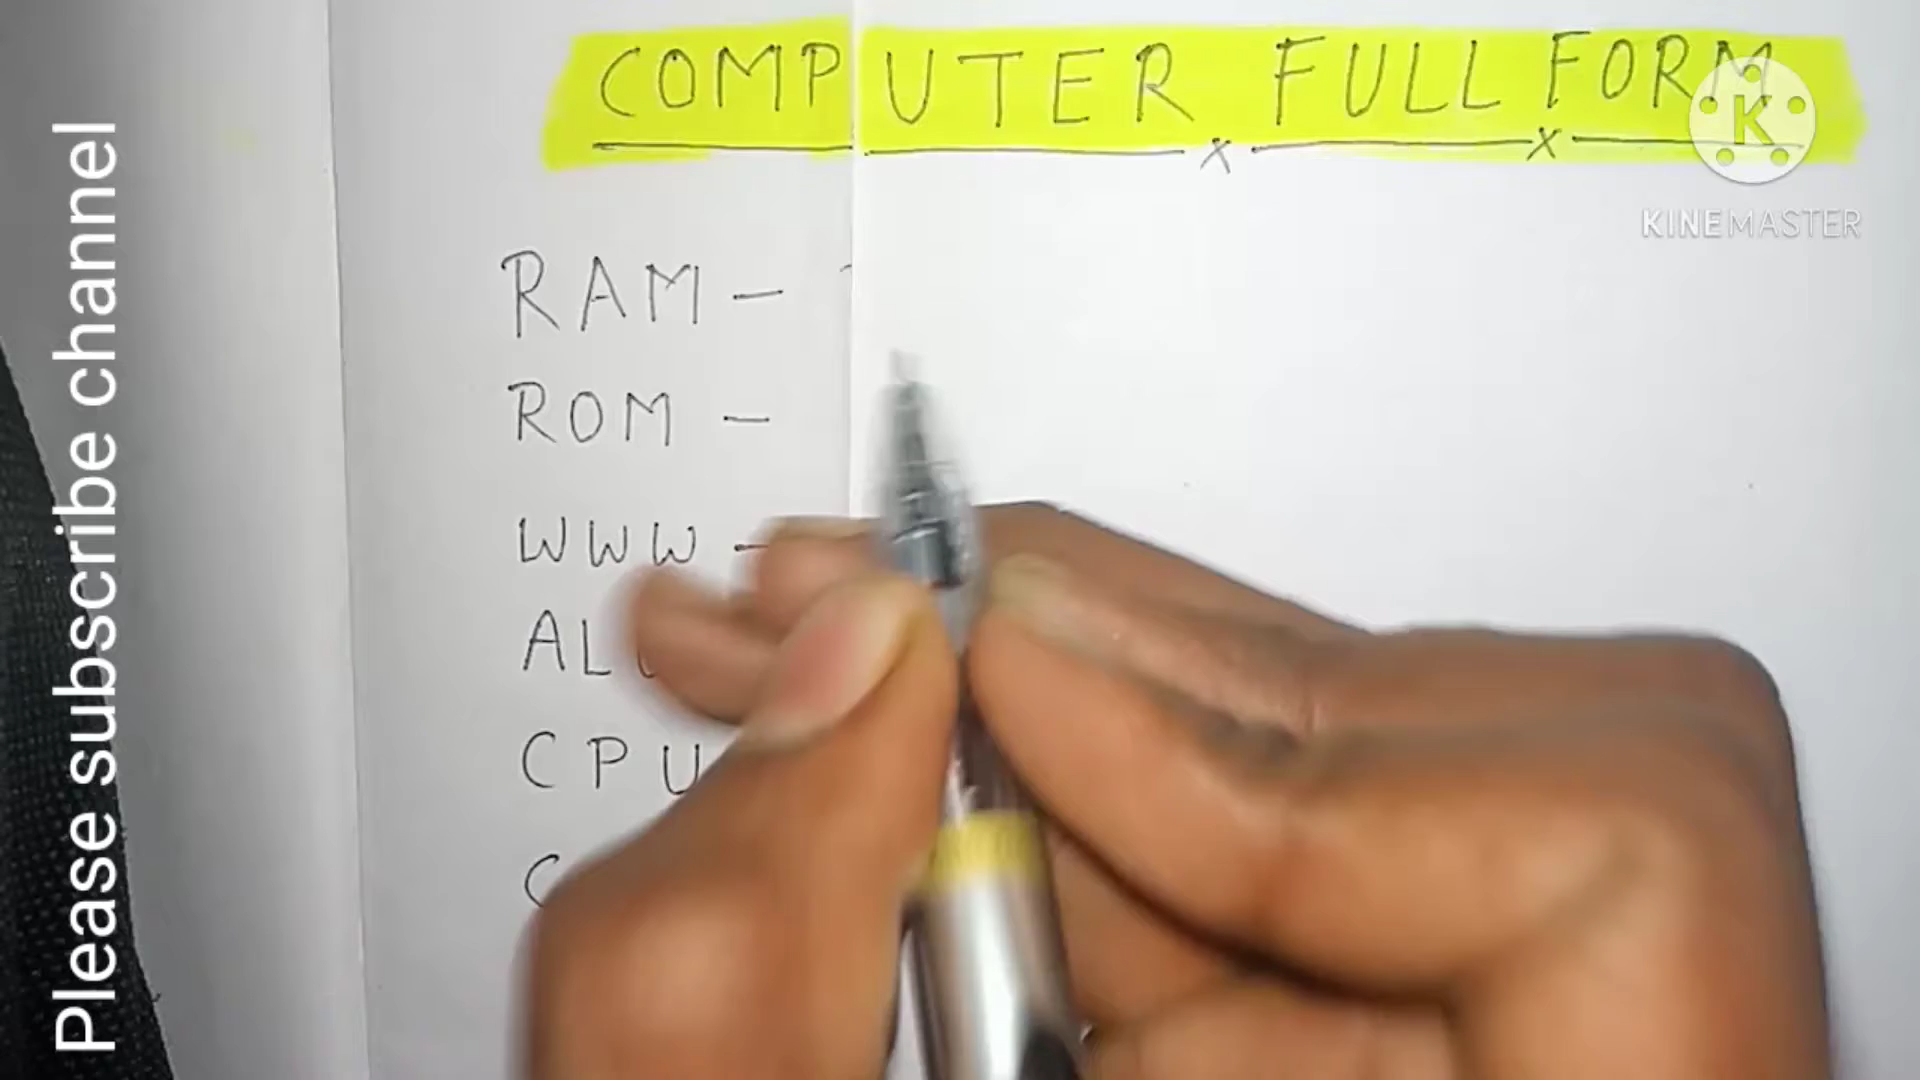 COMPUTER FULL FORM
KINEMASTER
RAM -
ROM -
WWW -
AL
CPU
C
Please subscribe channel